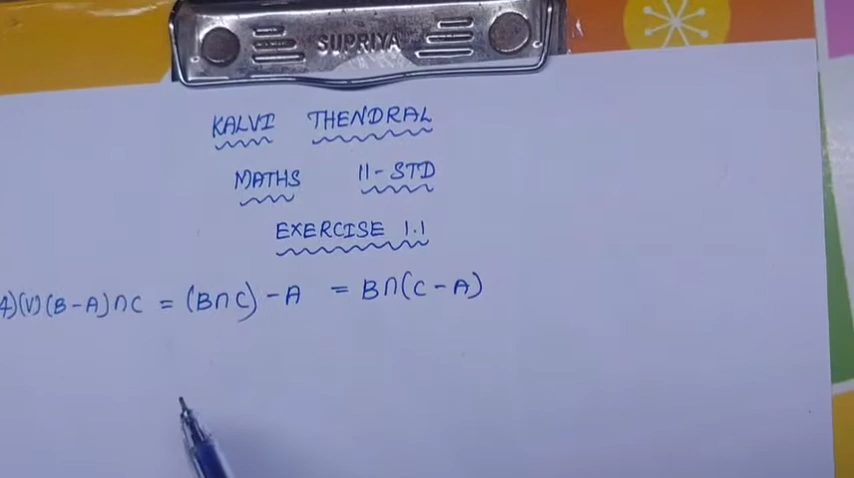 SUPRIYA
KALVI THENDRAL
MATHS 11-STD
EXERCISE 1.1
4)(V)(B-A)∩C = (B∩C)-A = B∩(C-A)